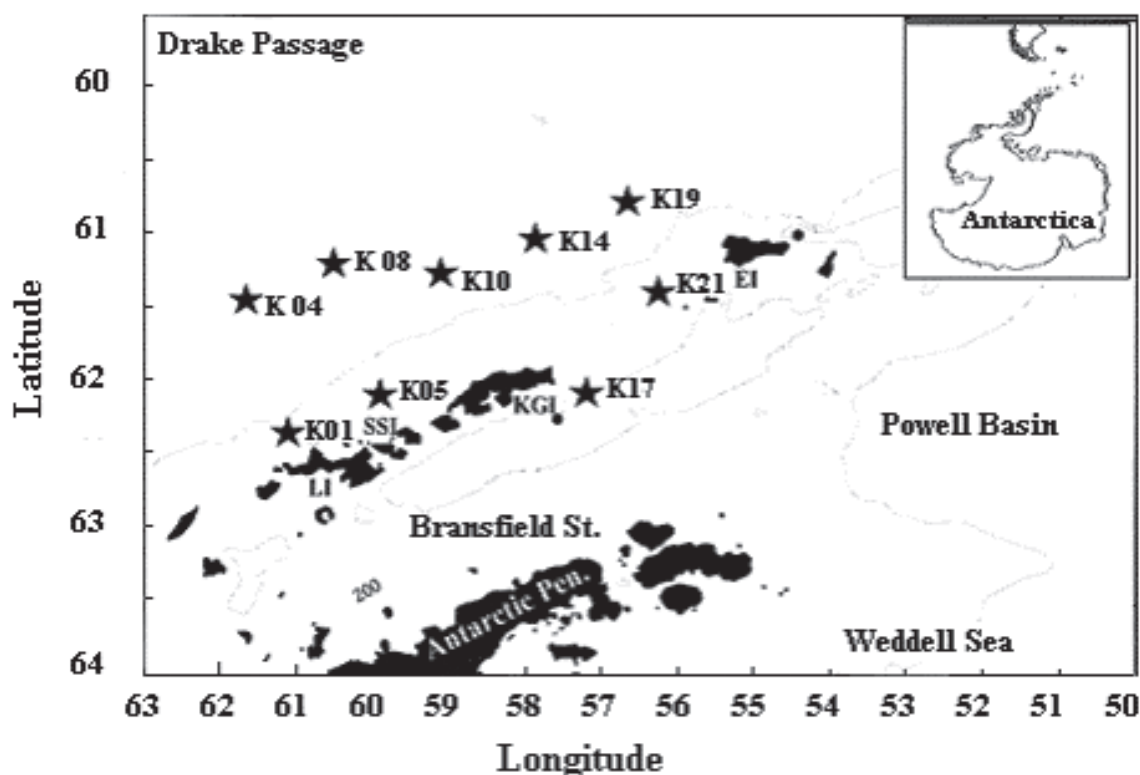 Drake Passage
60
K19
61
K14
Antarctica
K 08
K10
K21
EI
K 04
Latitude
62
K05
K17
KGI
K01
SSI
Powell Basin
LI
63
Bransfield St.
200
Antarctic Pen.
Weddell Sea
64
63 62 61 60 59 58 57 56 55 54 53 52 51 50
Longitude